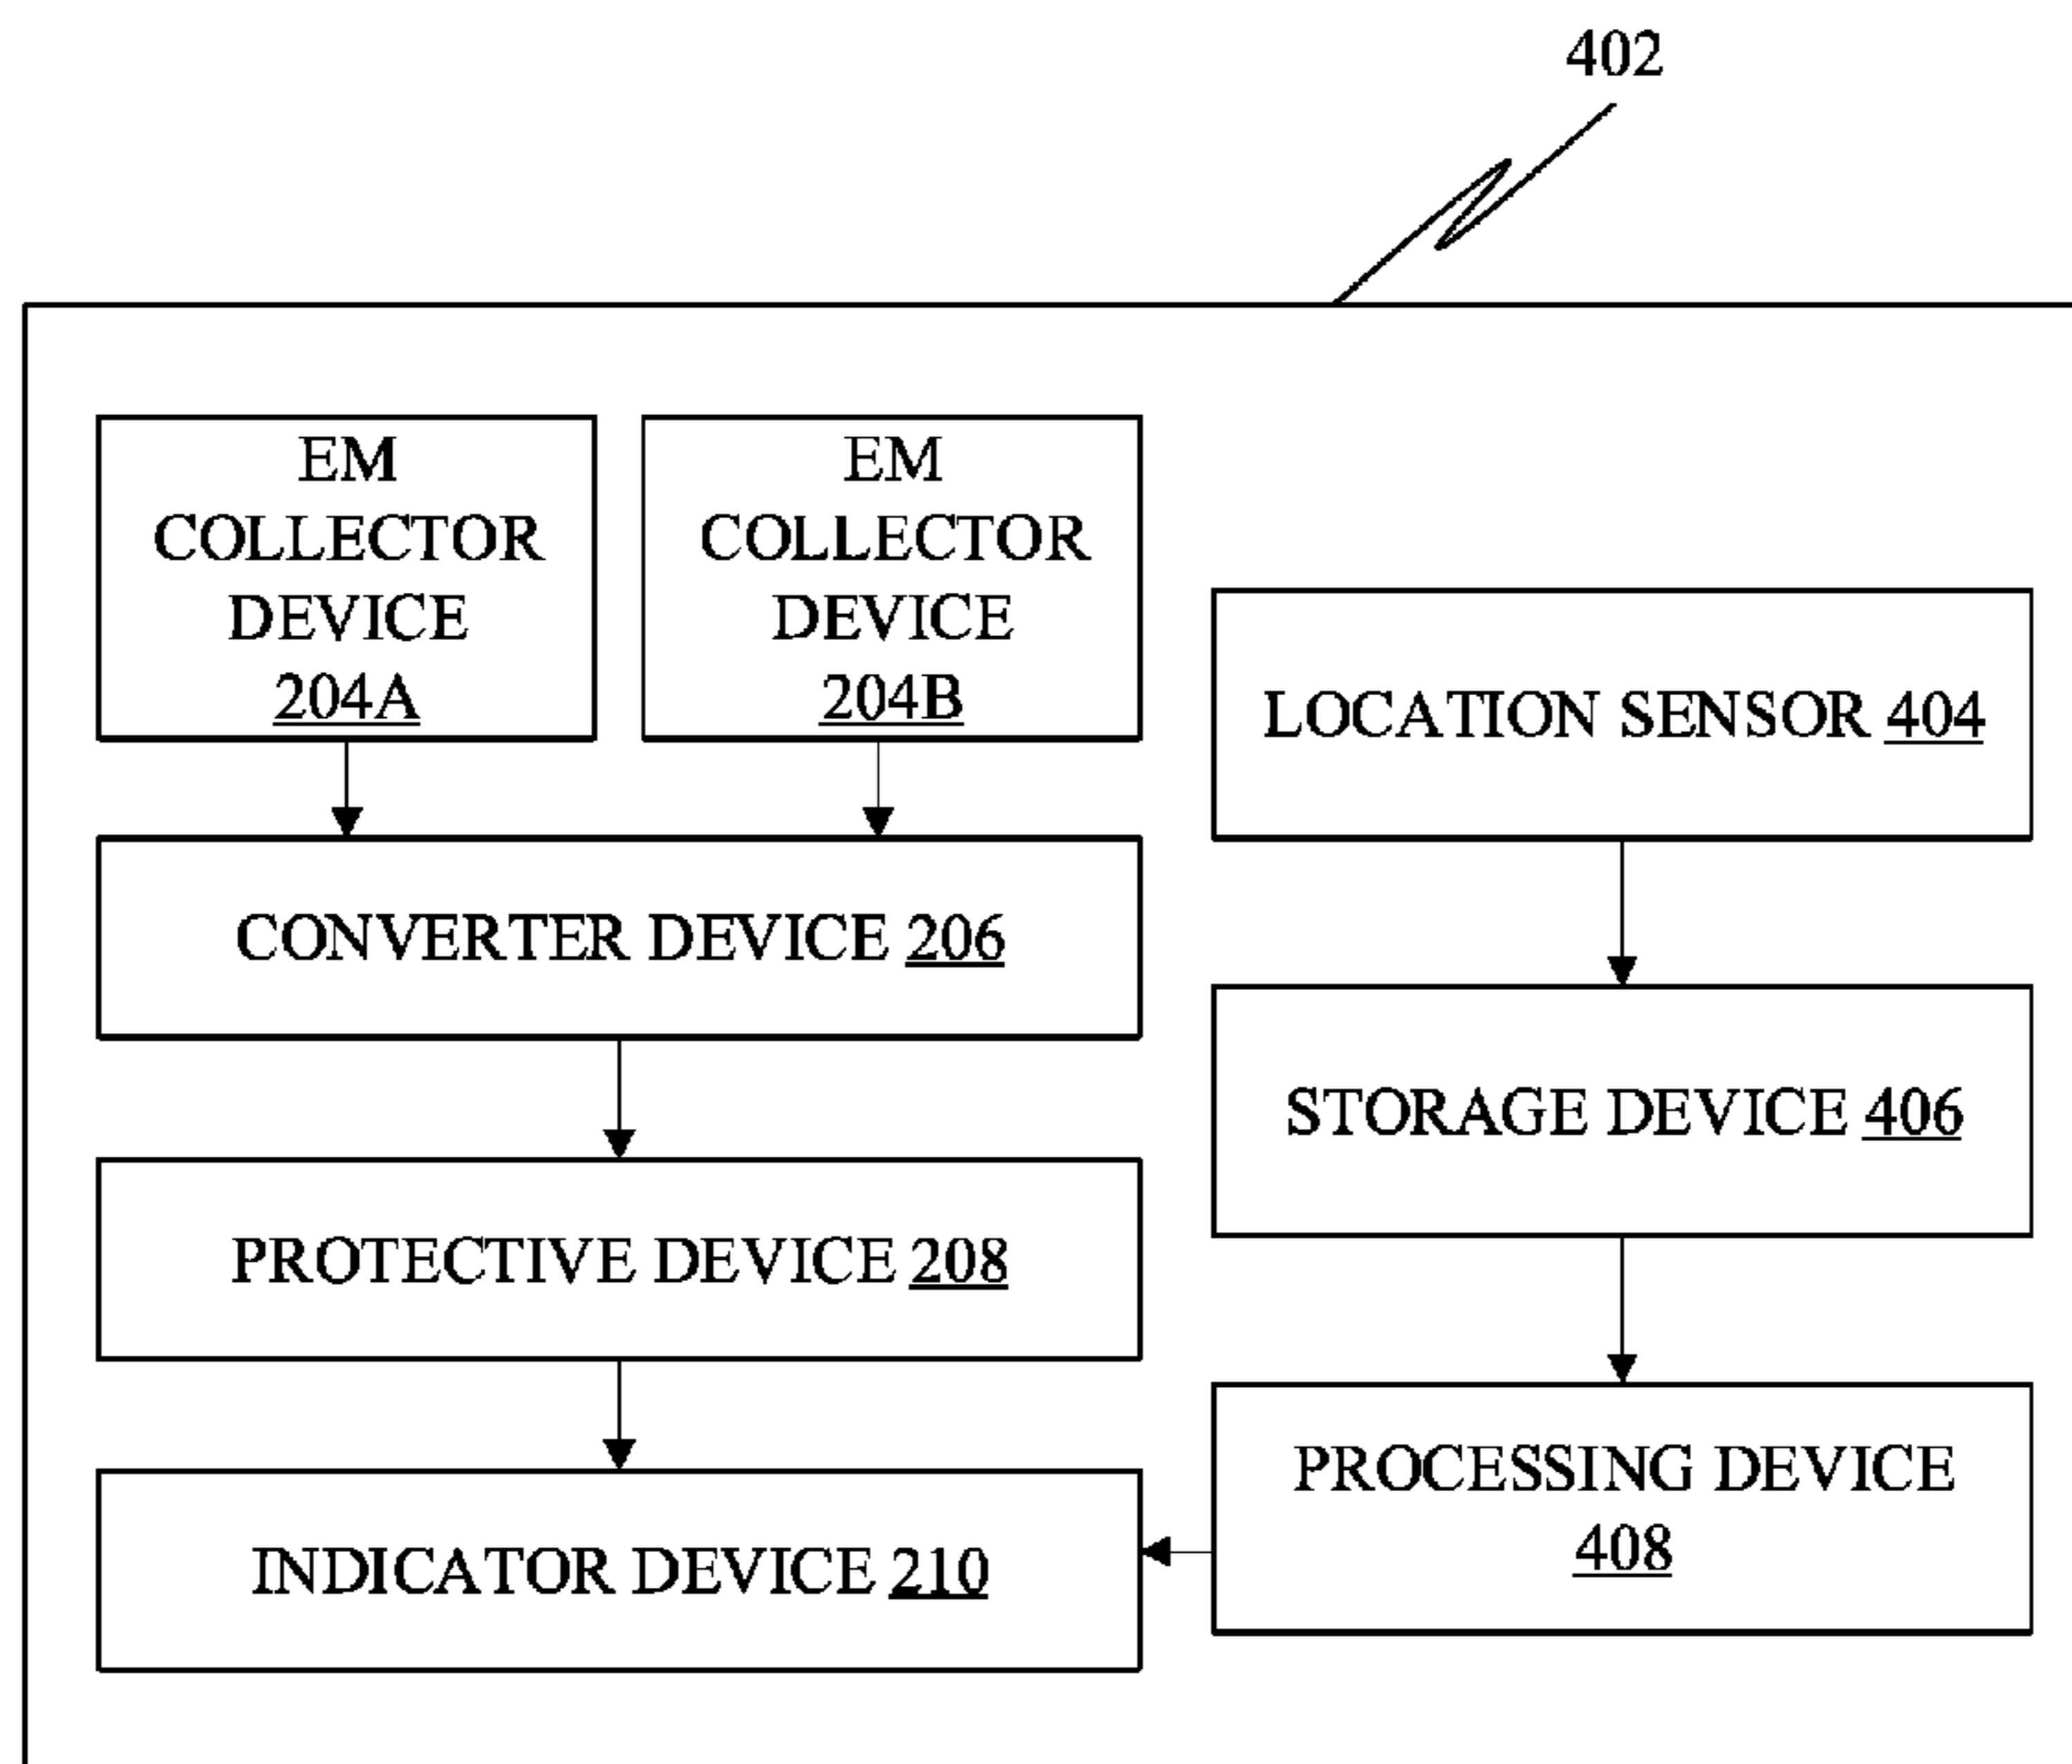 402
EM
COLLECTOR
DEVICE
204A
EM
COLLECTOR
DEVICE
204B
LOCATION SENSOR 404
CONVERTER DEVICE 206
STORAGE DEVICE 406
PROTECTIVE DEVICE 208
PROCESSING DEVICE
408
INDICATOR DEVICE 210